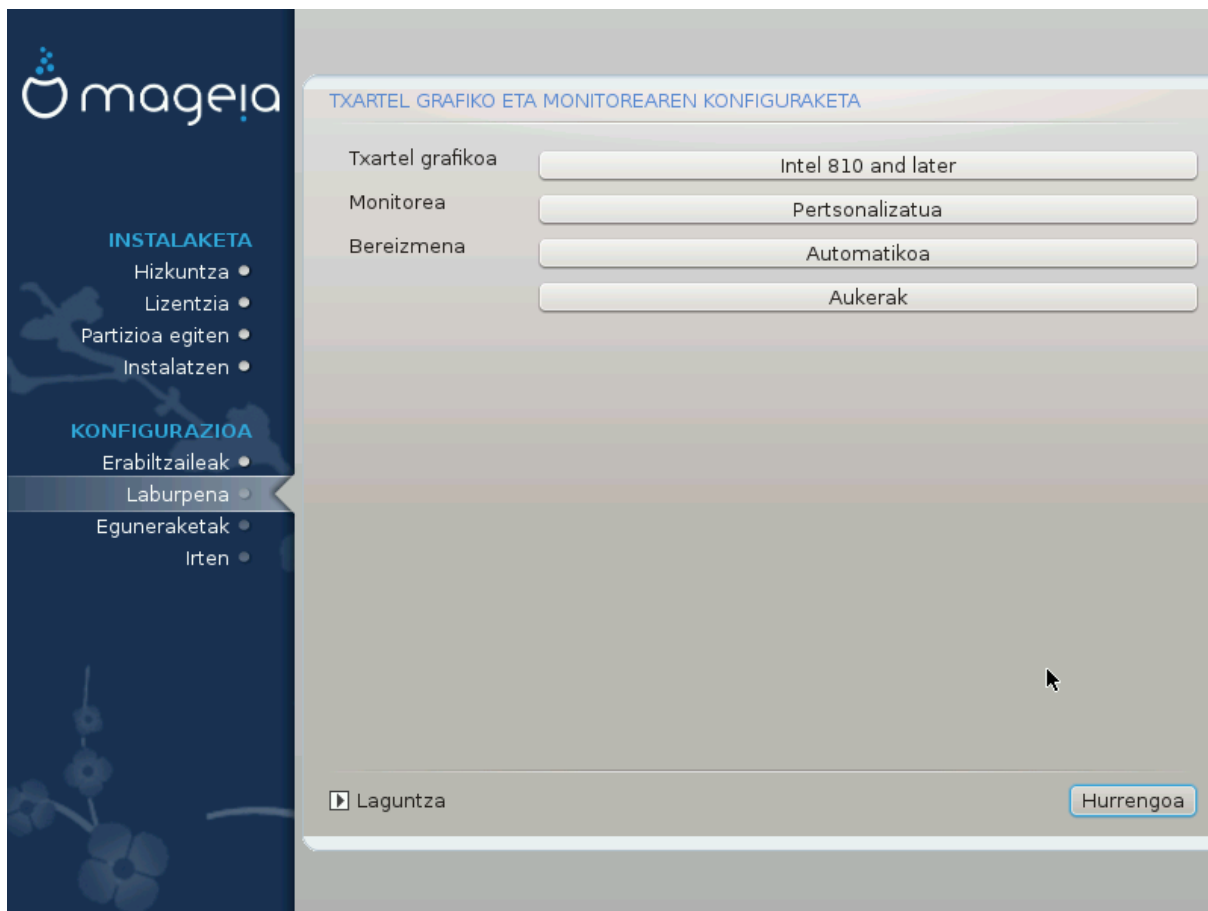 mageia
INSTALAKETA
Hizkuntza
Lizentzia
Partizioa egiten
Instalatzen
KONFIGURAZIOA
Erabiltzaileak
Laburpena
Eguneraketak
Irten
TXARTEL GRAFIKO ETA MONITOREAREN KONFIGURAKETA
Txartel grafikoa
Intel 810 and later
Monitorea
Pertsonalizatua
Bereizmena
Automatikoa
Aukerak
Laguntza
Hurrengoa